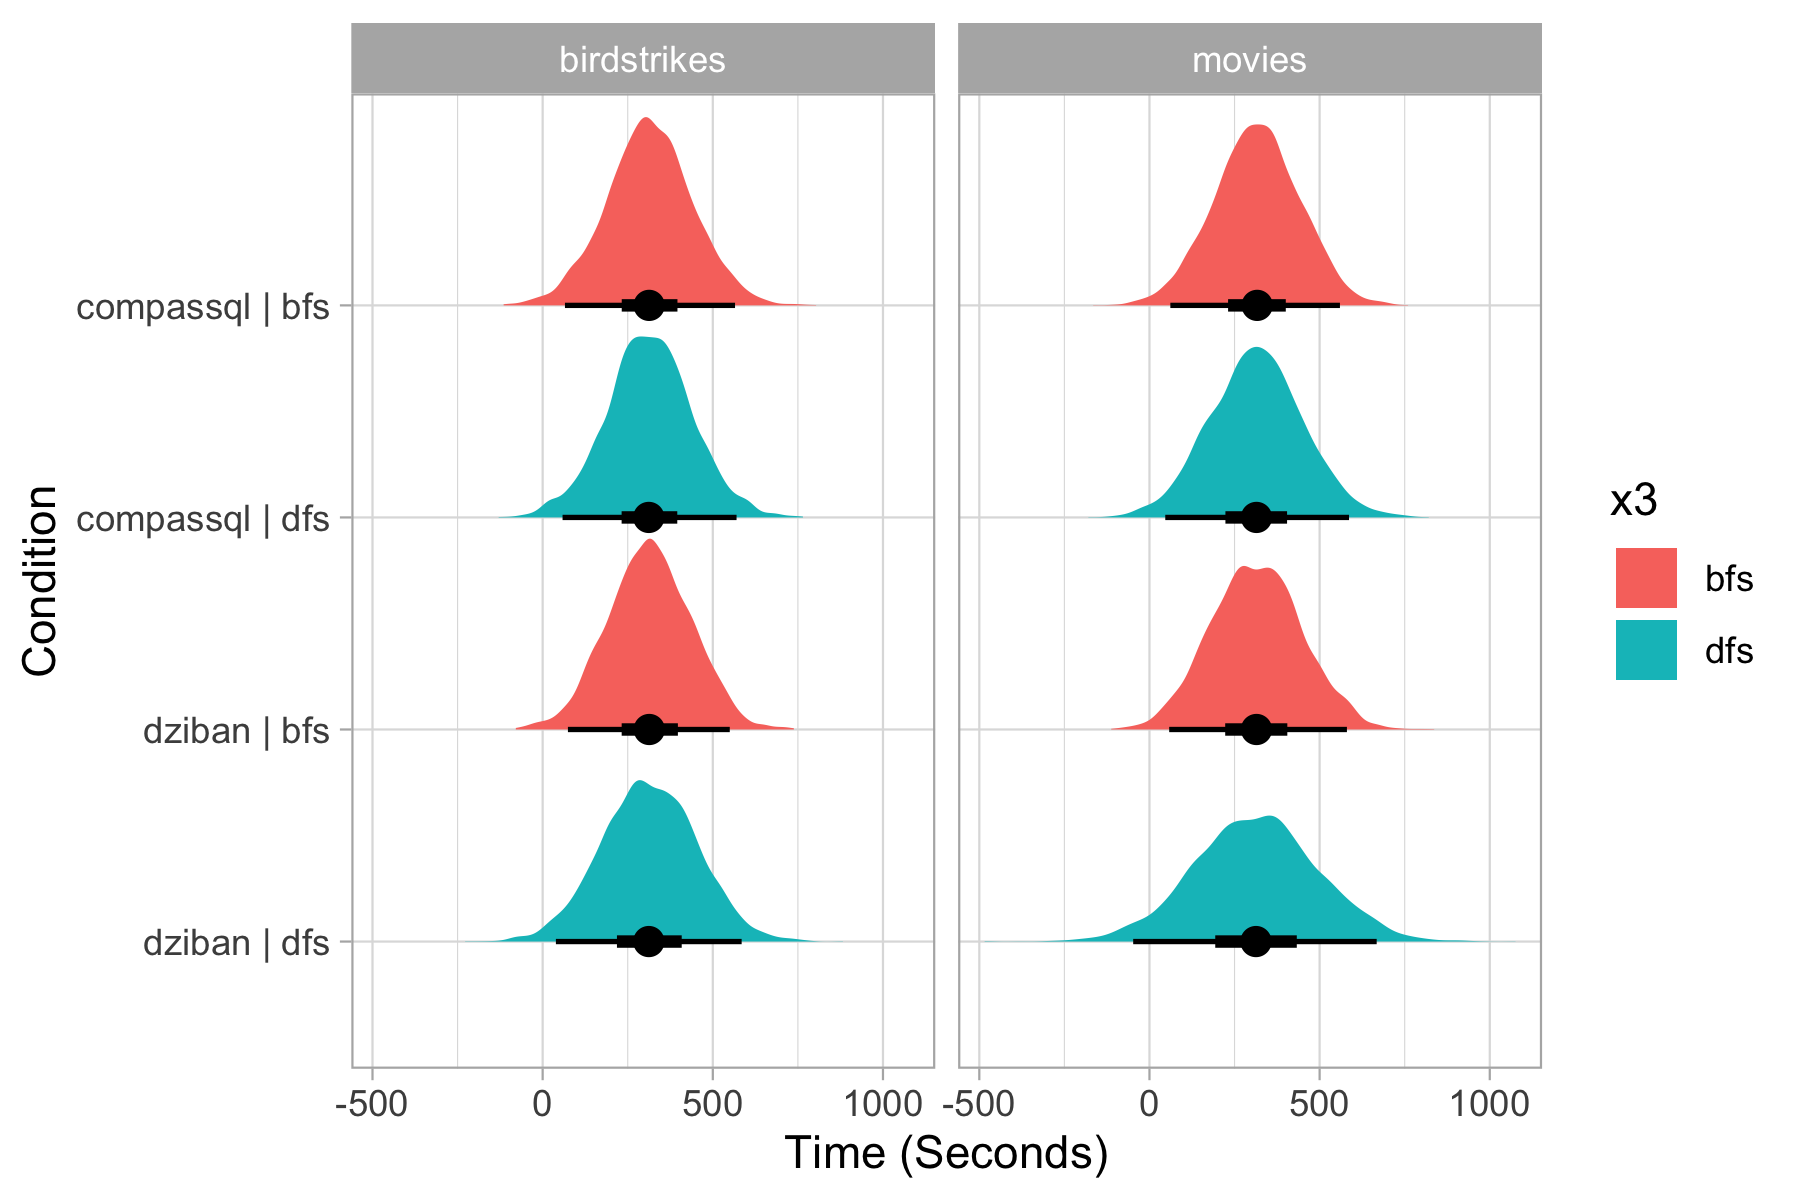 birdstrikes
movies
Condition
compassql | bfs
compassql | dfs
dziban | bfs
dziban | dfs
-500 0 500 1000
-500 0 500 1000
Time (Seconds)
x3
bfs
dfs